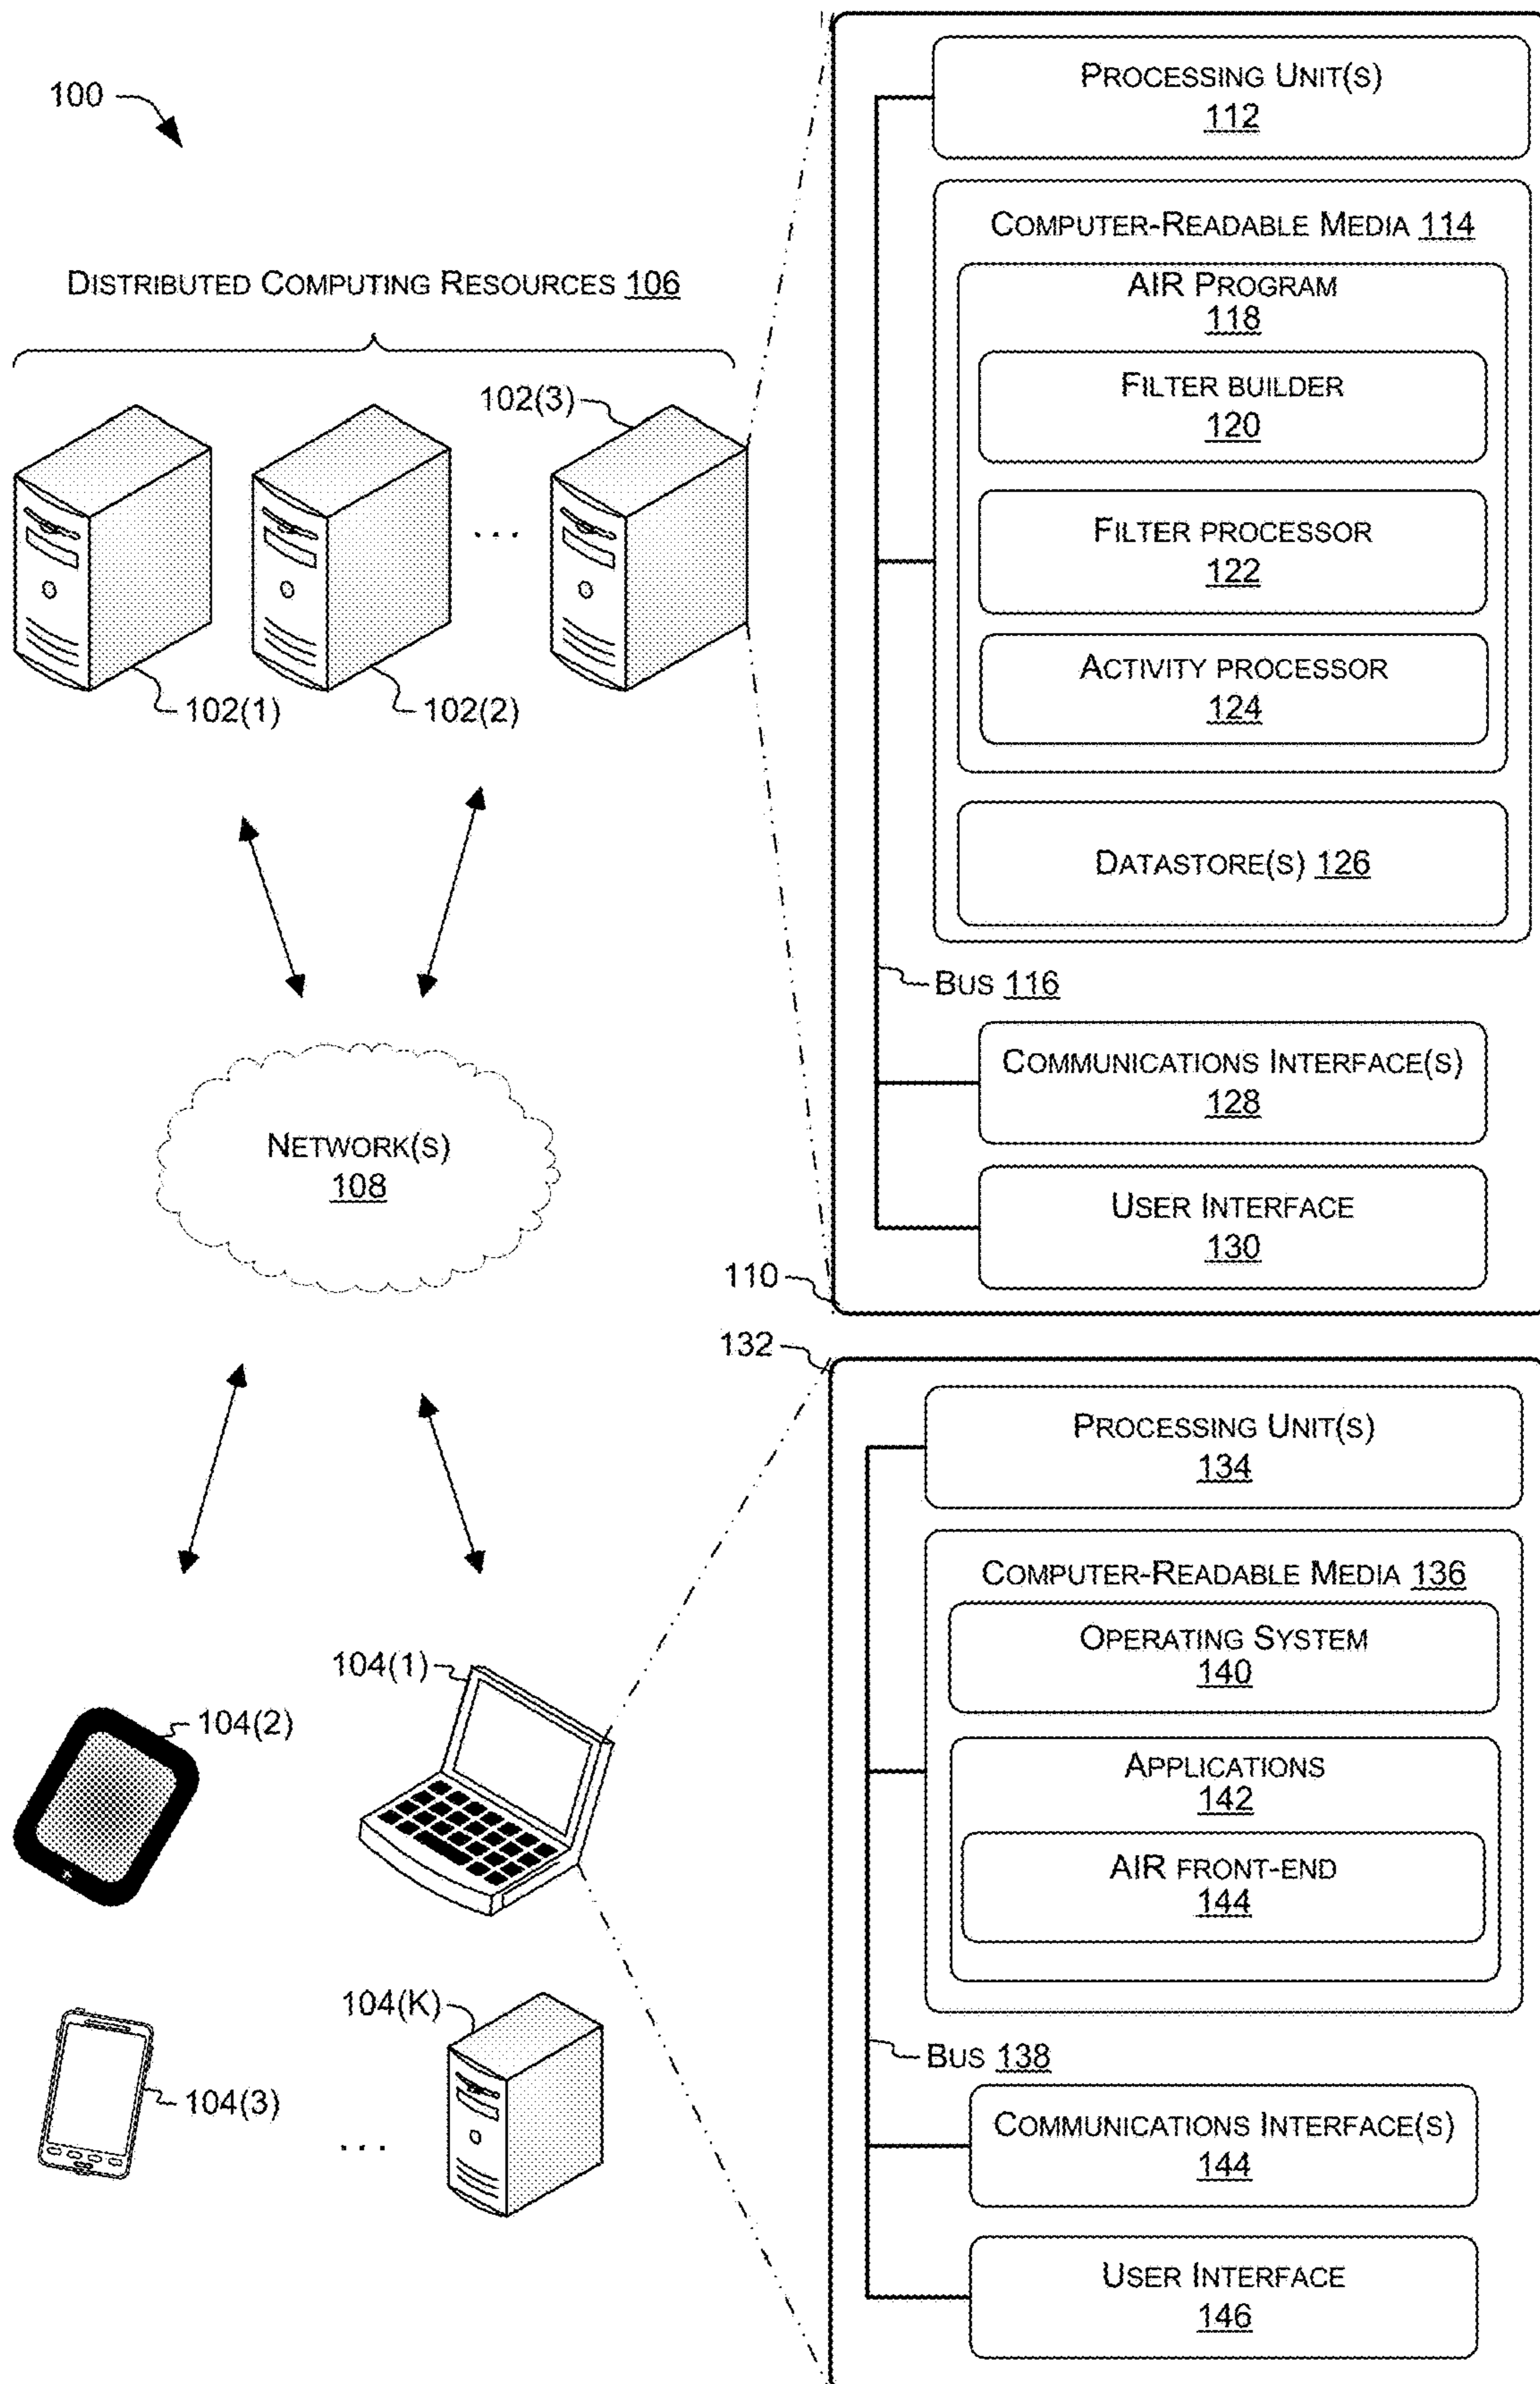 100
DISTRIBUTED COMPUTING RESOURCES 106
102(3)
...
102(1)
102(2)
NETWORK(S)
108
104(1)
104(2)
104(K)
104(3)
...
PROCESSING UNIT(S)
112
COMPUTER-READABLE MEDIA 114
AIR PROGRAM
118
FILTER BUILDER
120
FILTER PROCESSOR
122
ACTIVITY PROCESSOR
124
DATASTORE(S) 126
BUS 116
COMMUNICATIONS INTERFACE(S)
128
USER INTERFACE
130
110
132
PROCESSING UNIT(S)
134
COMPUTER-READABLE MEDIA 136
OPERATING SYSTEM
140
APPLICATIONS
142
AIR FRONT-END
144
BUS 138
COMMUNICATIONS INTERFACE(S)
144
USER INTERFACE
146